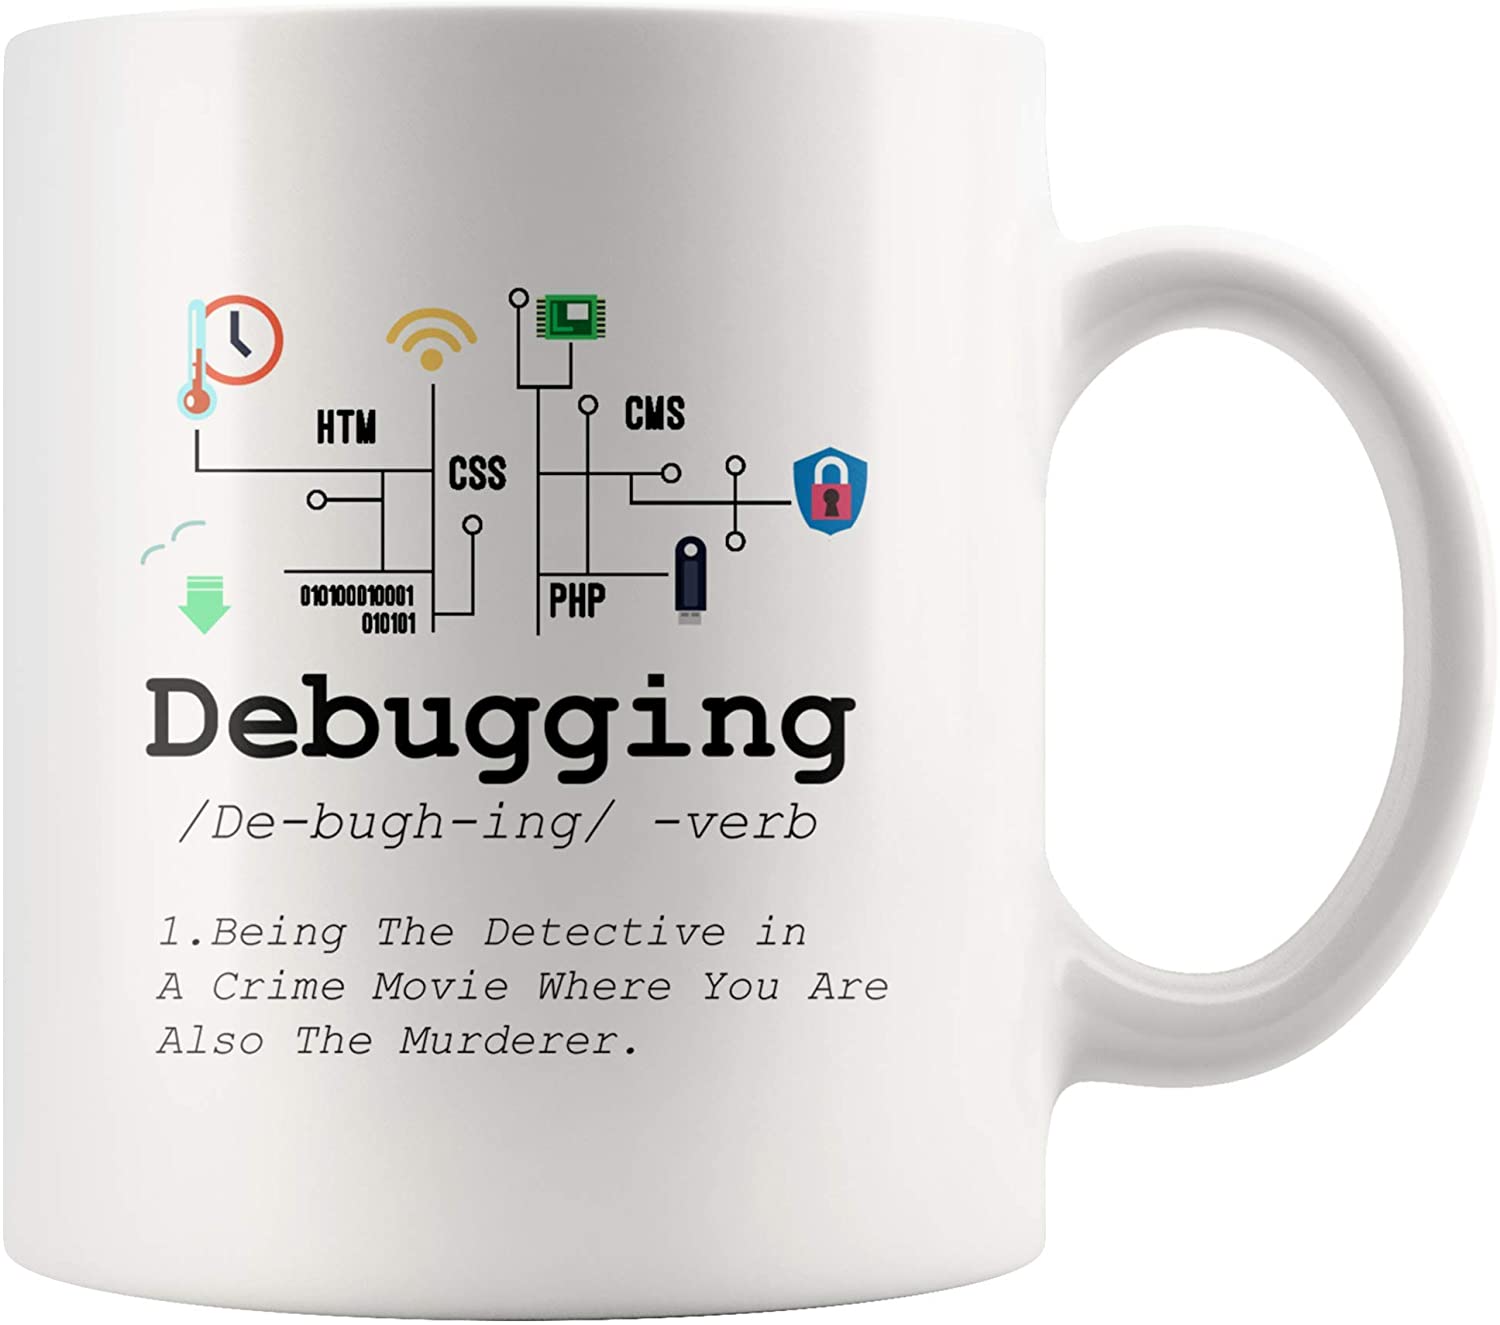 HTM
CMS
CSS
010100010001
010101
PHP
Debugging
/De-bugh-ing/ -verb
1.Being The Detective in
A Crime Movie Where You Are
Also The Murderer.